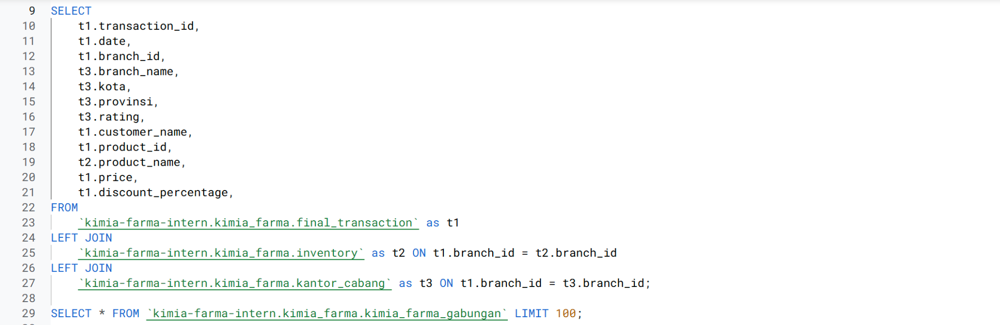 9 SELECT
10 t1.transaction_id,
11 t1.date,
12 t1.branch_id,
13 t3.branch_name,
14 t3.kota,
15 t3.provinsi,
16 t3.rating,
17 t1.customer_name,
18 t1.product_id,
19 t2.product_name,
20 t1.price,
21 t1.discount_percentage,
22 FROM
23 `kimia-farma-intern.kimia_farma.final_transaction` as t1
24 LEFT JOIN
25 `kimia-farma-intern.kimia_farma.inventory` as t2 ON t1.branch_id = t2.branch_id
26 LEFT JOIN
27 `kimia-farma-intern.kimia_farma.kantor_cabang` as t3 ON t1.branch_id = t3.branch_id;
28
29 SELECT * FROM `kimia-farma-intern.kimia_farma.kimia_farma_gabungan` LIMIT 100;